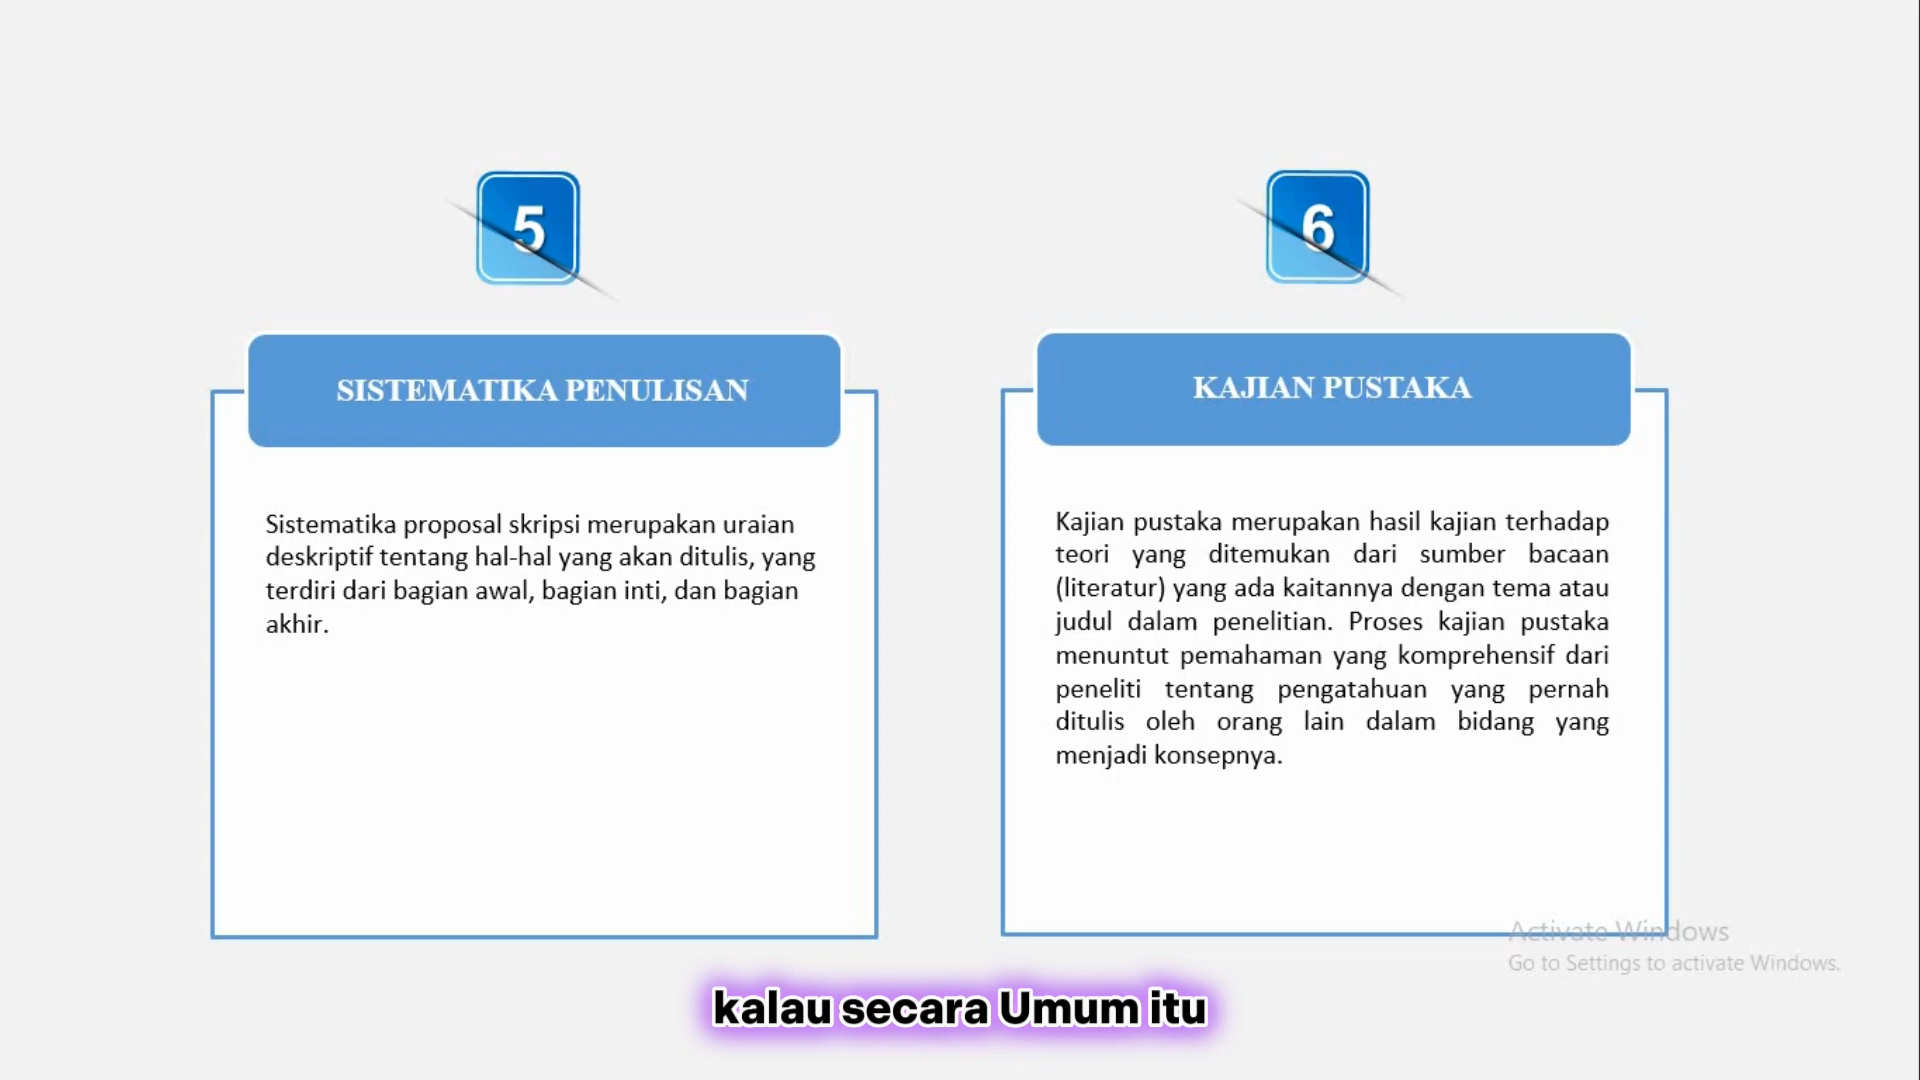 5
SISTEMATIKA PENULISAN
Sistematika proposal skripsi merupakan uraian
deskriptif tentang hal-hal yang akan ditulis, yang
terdiri dari bagian awal, bagian inti, dan bagian
akhir.
6
KAJIAN PUSTAKA
Kajian pustaka merupakan hasil kajian terhadap
teori yang ditemukan dari sumber bacaan
(literatur) yang ada kaitannya dengan tema atau
judul dalam penelitian. Proses kajian pustaka
menuntut pemahaman yang komprehensif dari
peneliti tentang pengatahuan yang pernah
ditulis oleh orang lain dalam bidang yang
menjadi konsepnya.
Activate Windows
Go to Settings to activate Windows.
kalau secara Umum itu